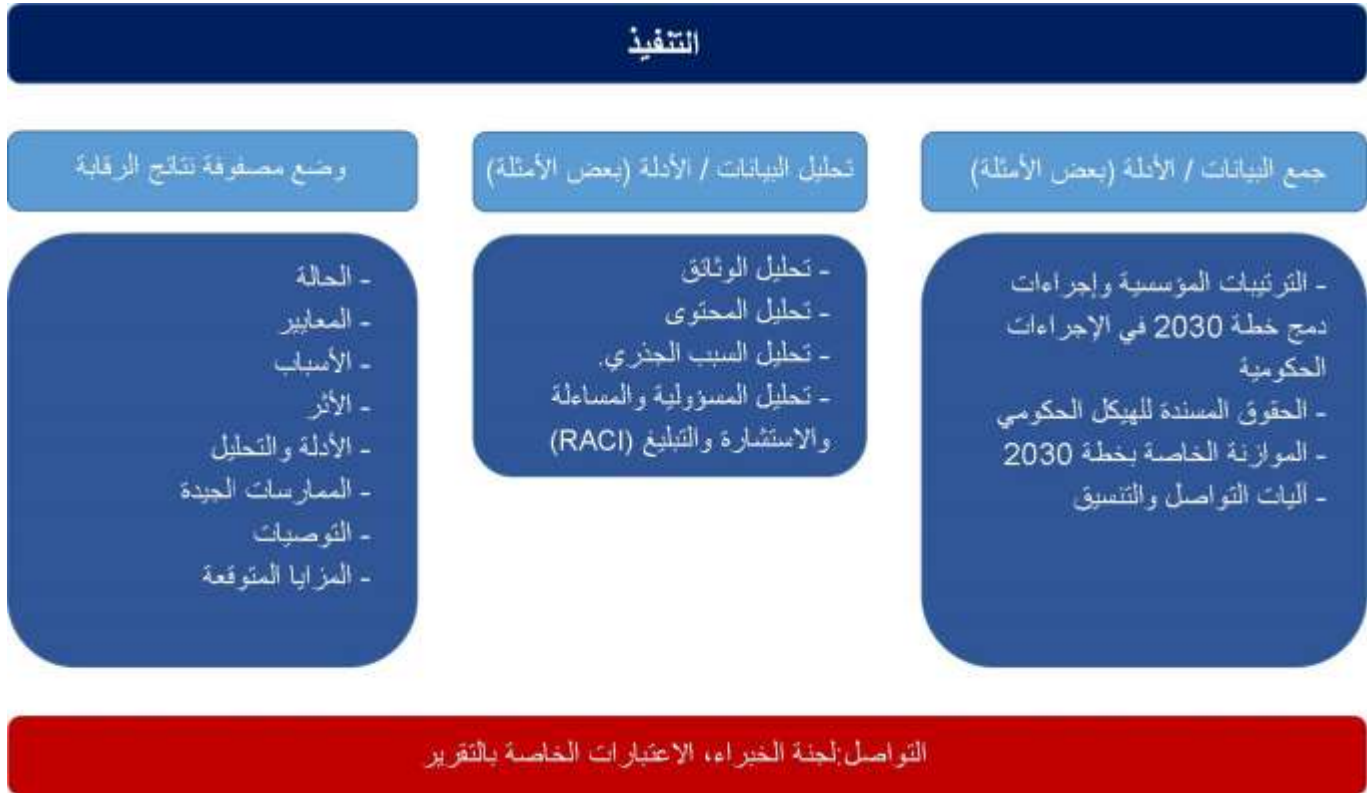 التنفيذ
جمع البيانات / الأدلة (بعض الأمثلة)
- الترتيبات المؤسسية وإجراءات
دمج خطة 2030 في الإجراءات
الحكومية
- الحقوق المسندة للهيكل الحكومي
- الموازنة الخاصة بخطة 2030
- آليات التواصل والتنسيق
تحليل البيانات / الأدلة (بعض الأمثلة)
- تحليل الوثائق
- تحليل المحتوى
- تحليل السبب الجذري.
- تحليل المسؤولية والمساءلة
والاستشارة والتبليغ (RACI)
وضع مصفوفة نتائج الرقابة
- الحالة
- المعايير
- الأسباب
- الأثر
- الأدلة والتحليل
- الممارسات الجيدة
- التوصيات
- المزايا المتوقعة
التواصل:لجنة الخبراء، الاعتبارات الخاصة بالتقرير